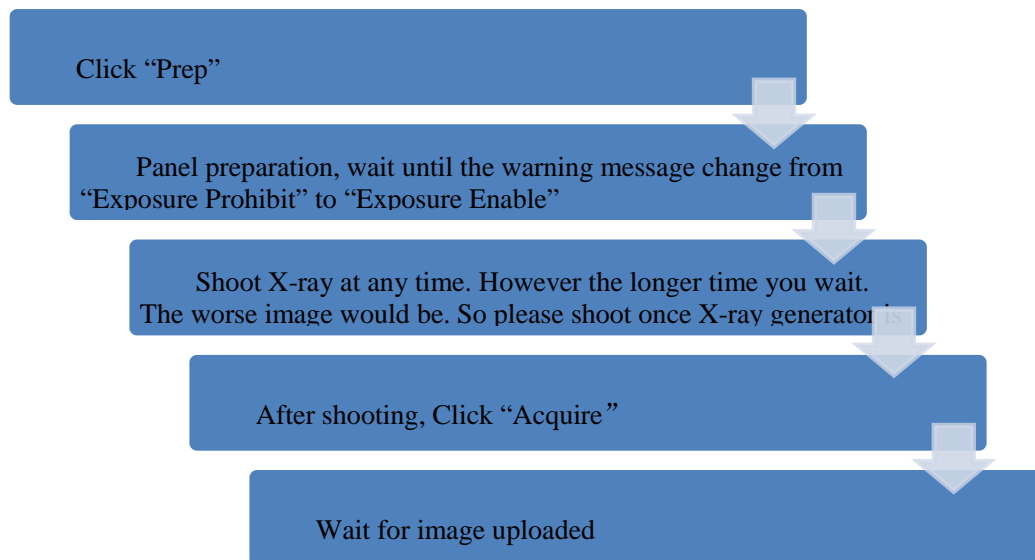 Click “Prep”
Panel preparation, wait until the warning message change from
“Exposure Prohibit” to “Exposure Enable”
Shoot X-ray at any time. However the longer time you wait.
The worse image would be. So please shoot once X-ray generator is
After shooting, Click “Acquire”
Wait for image uploaded